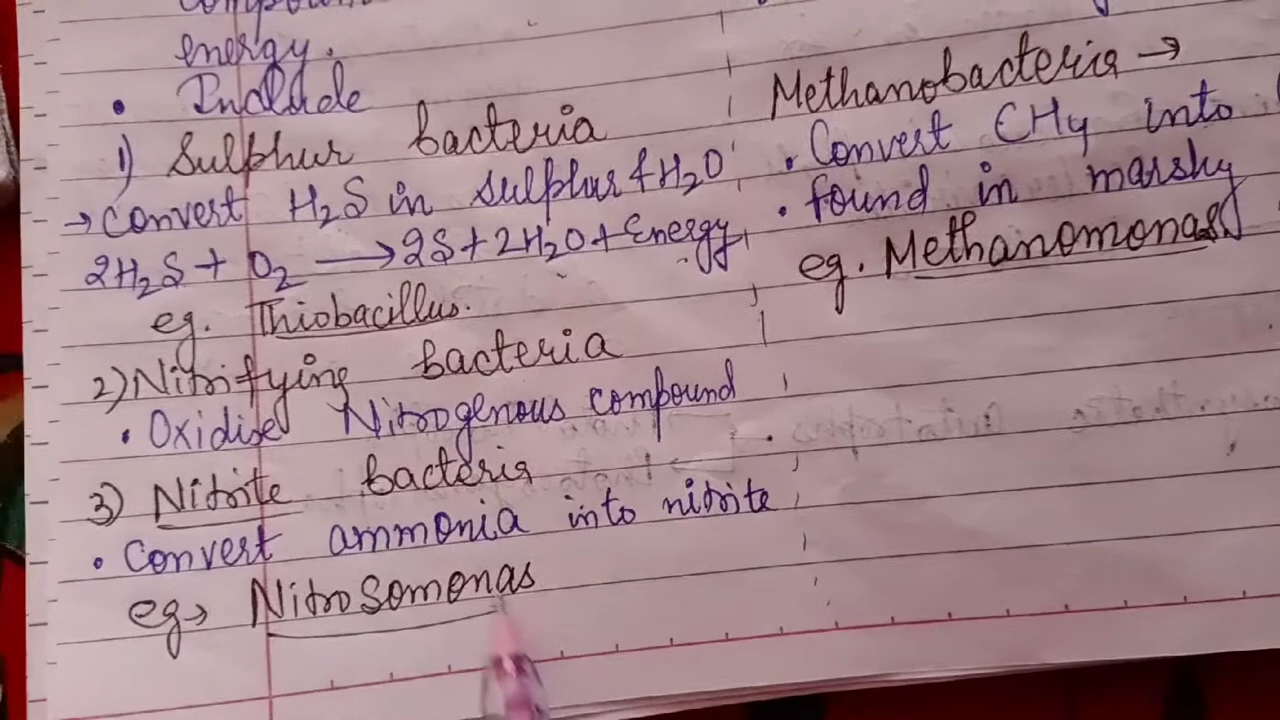 energy.
• Include
1) Sulphur bacteria
→ Convert H₂S in sulphur + H₂O
2H₂S + O₂ → 2S + 2H₂O + Energy
eg. Thiobacillus.
2) Nitrifying bacteria
• Oxidise Nitrogenous compound
3) Nitrite bacteria
• Convert ammonia into nitrite
eg→ Nitrosomonas
Methanobacteria →
• Convert CH4 into
• found in marshy
eg. Methanomonas